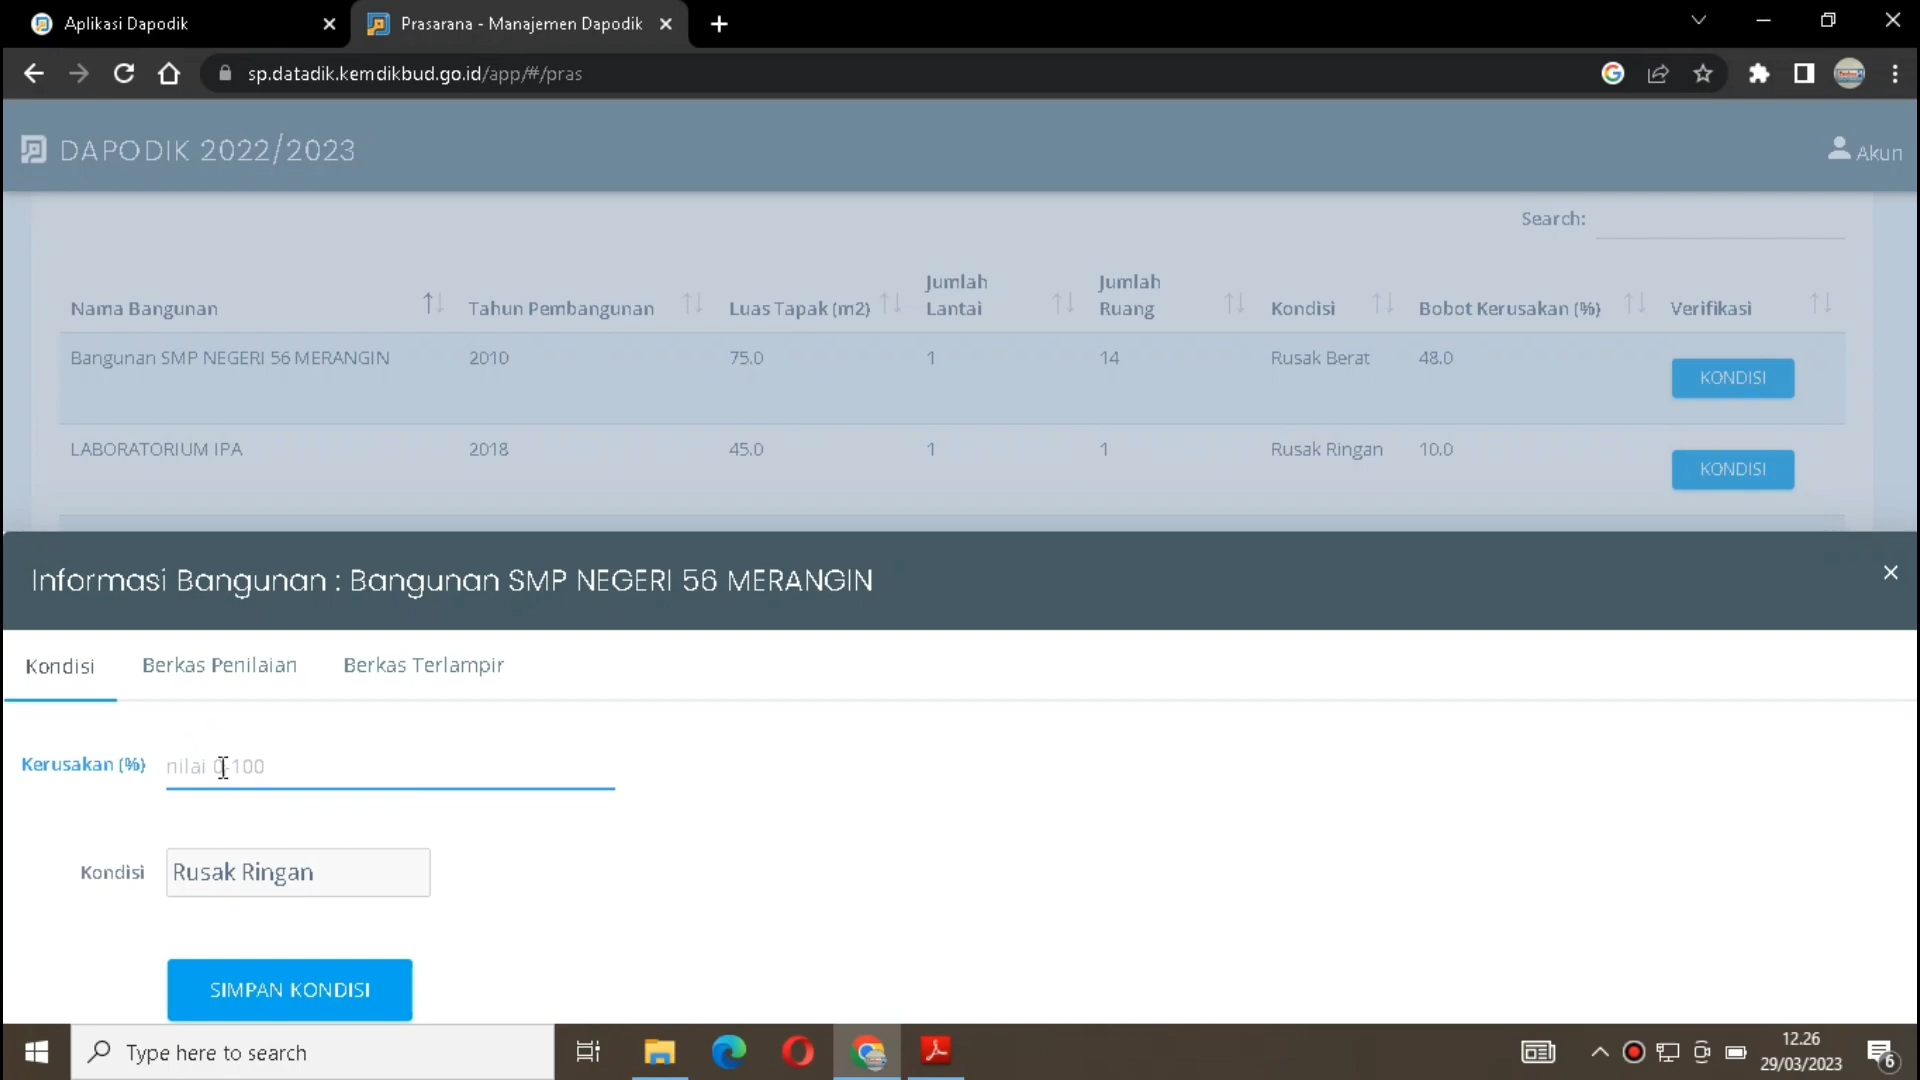 Aplikasi Dapodik
Prasarana - Manajemen Dapodik
sp.datadik.kemdikbud.go.id/app/#/pras
DAPODIK 2022/2023
Akun
Search:
Nama Bangunan
Tahun Pembangunan
Luas Tapak (m2)
Jumlah
Lantai
Jumlah
Ruang
Kondisi
Bobot Kerusakan (%)
Verifikasi
Bangunan SMP NEGERI 56 MERANGIN 2010 75.0 1 14 Rusak Berat 48.0 KONDISI
LABORATORIUM IPA 2018 45.0 1 1 Rusak Ringan 10.0 KONDISI
Informasi Bangunan : Bangunan SMP NEGERI 56 MERANGIN
Kondisi Berkas Penilaian Berkas Terlampir
Kerusakan (%) nilai 0-100
Kondisi Rusak Ringan
SIMPAN KONDISI
Type here to search
12.26
29/03/2023
6